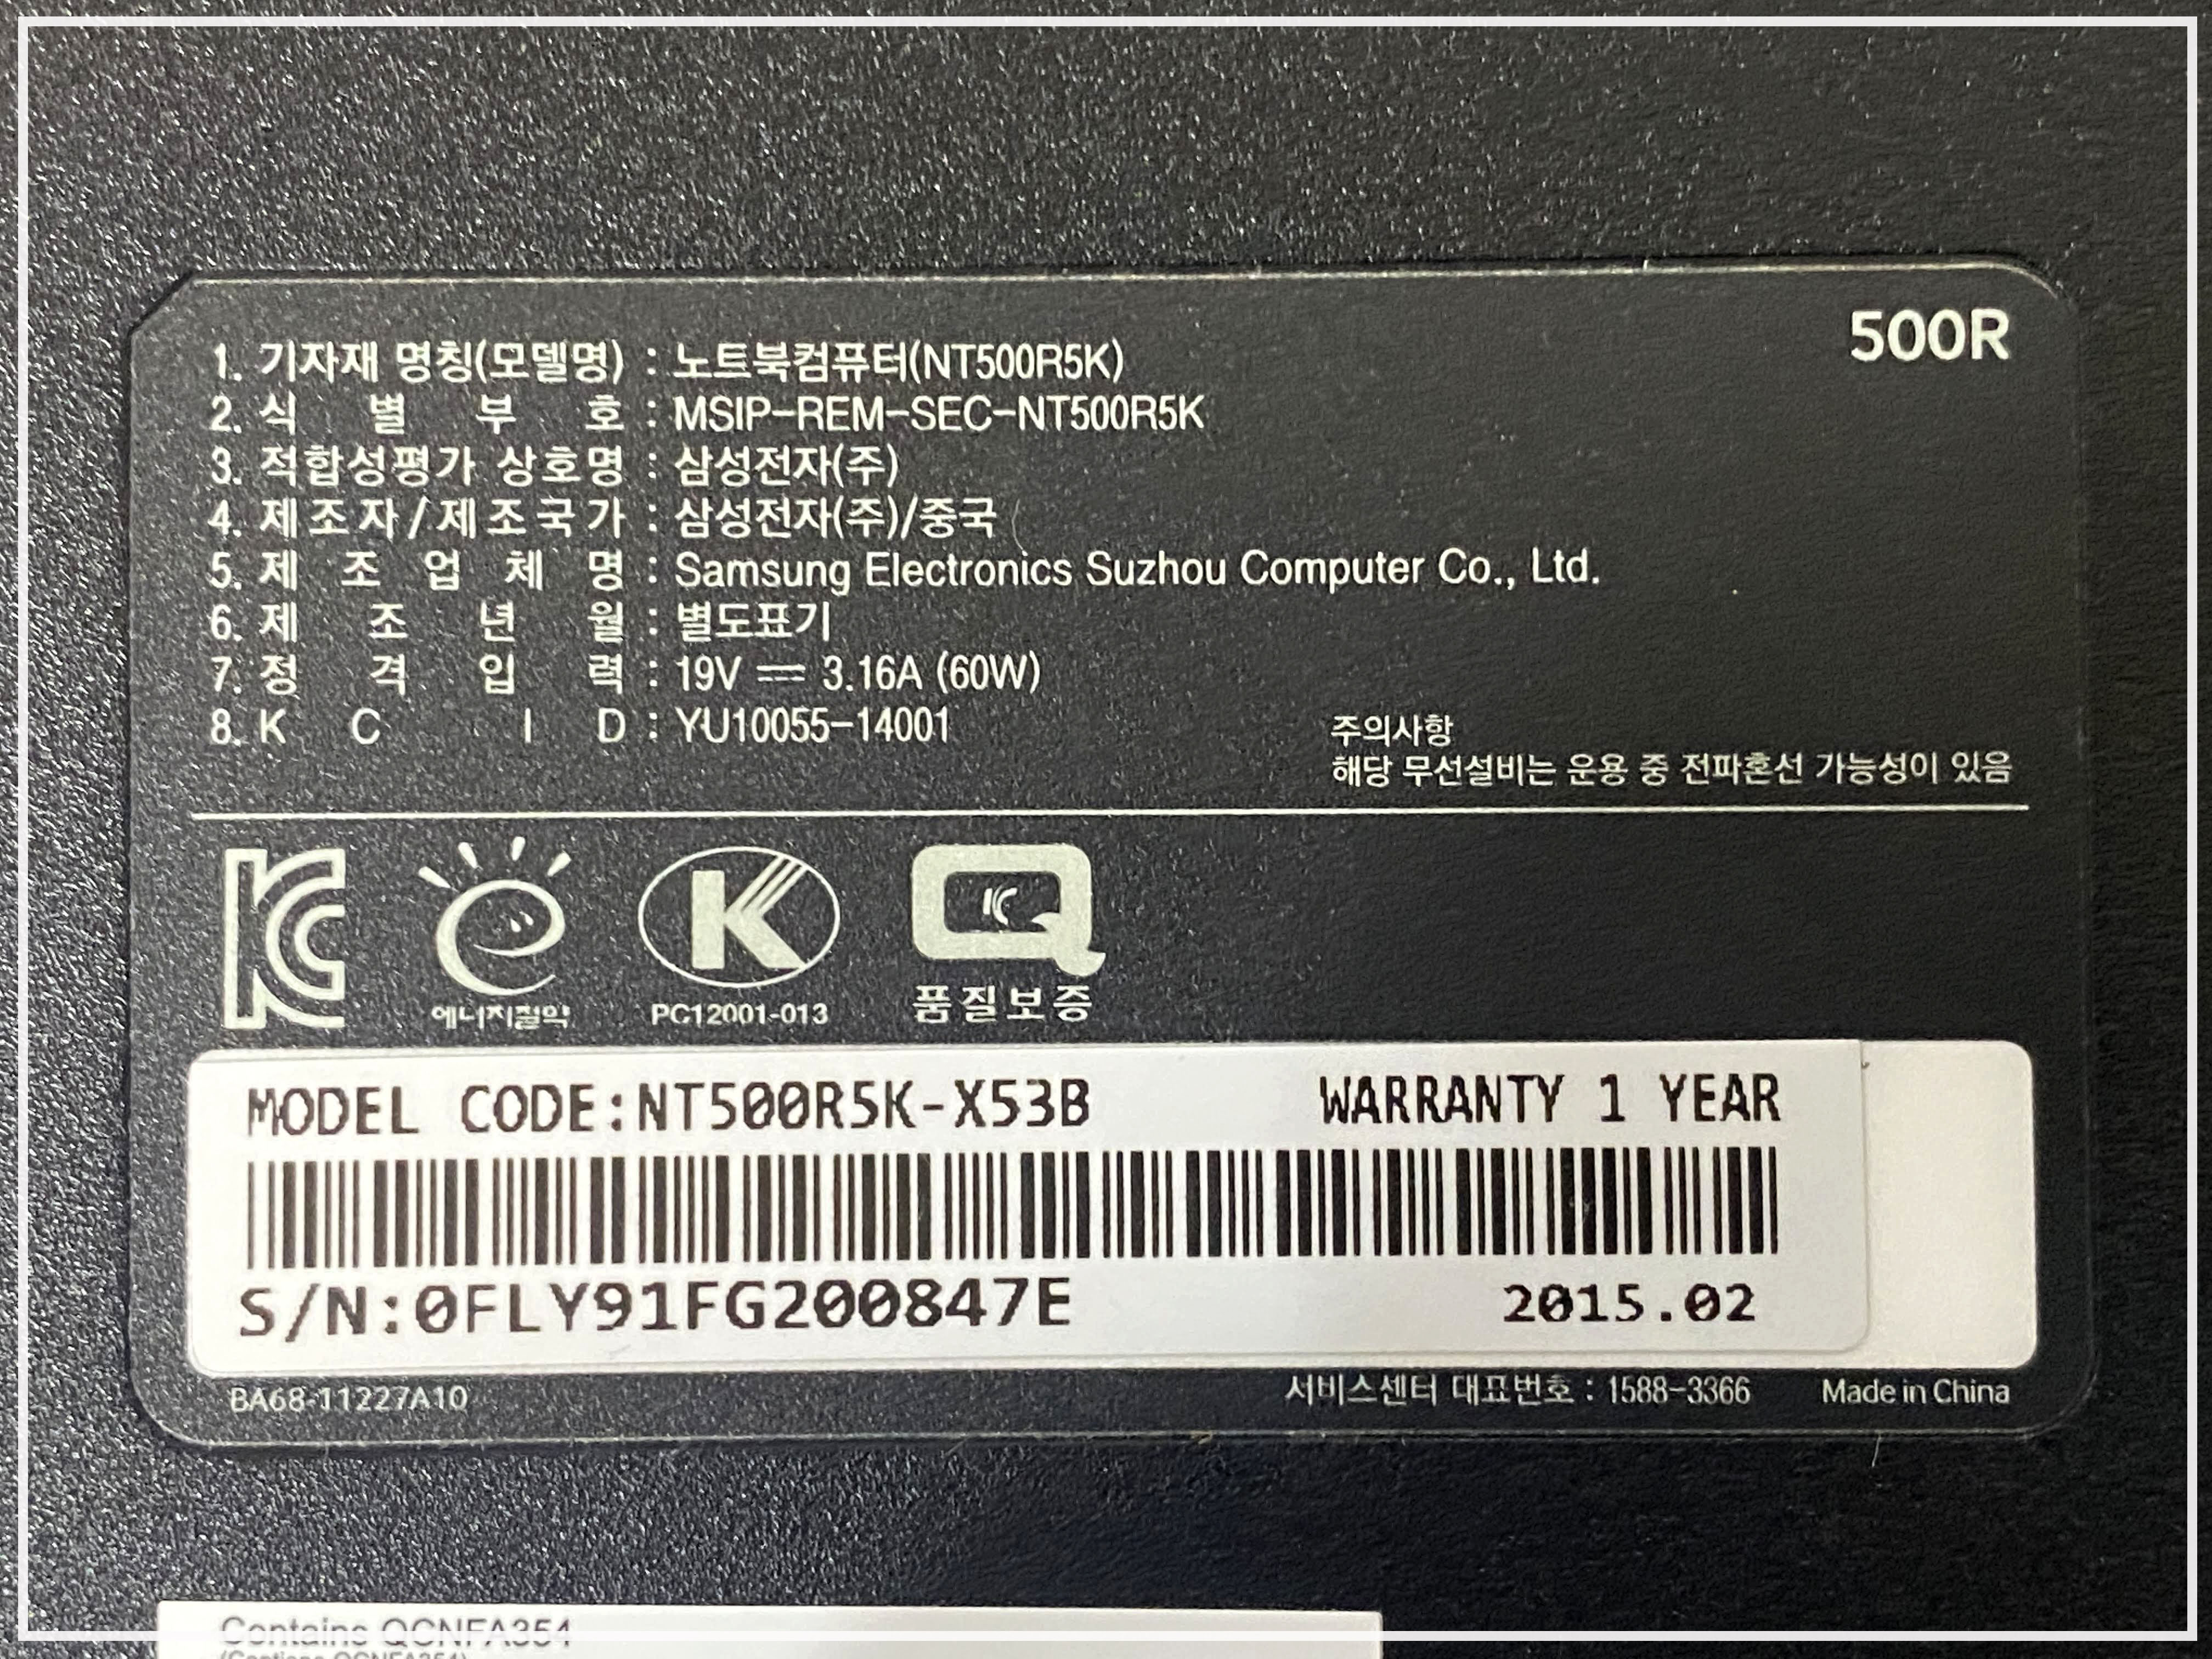 500R
1. 기자재 명칭(모델명) : 노트북컴퓨터(NT500R5K)
2. 식 별 부 호 : MSIP-REM-SEC-NT500R5K
3. 적합성평가 상호명 : 삼성전자(주)
4. 제조자/제조국가 : 삼성전자(주)/중국
5. 제 조 업 체 명 : Samsung Electronics Suzhou Computer Co., Ltd.
6. 제 조 년 월 : 별도표기
7. 정 격 입 력 : 19V ⎓ 3.16A (60W)
8. K C I D : YU10055-14001
주의사항
해당 무선설비는 운용 중 전파혼선 가능성이 있음
에너지절약
PC12001-013
품질보증
MODEL CODE:NT500R5K-X53B WARRANTY 1 YEAR
S/N:0FLY91FG200847E 2015.02
BA68-11227A10 서비스센터 대표번호 : 1588-3366 Made in China
Contains QCNFA354
(Contains QCNFA354)